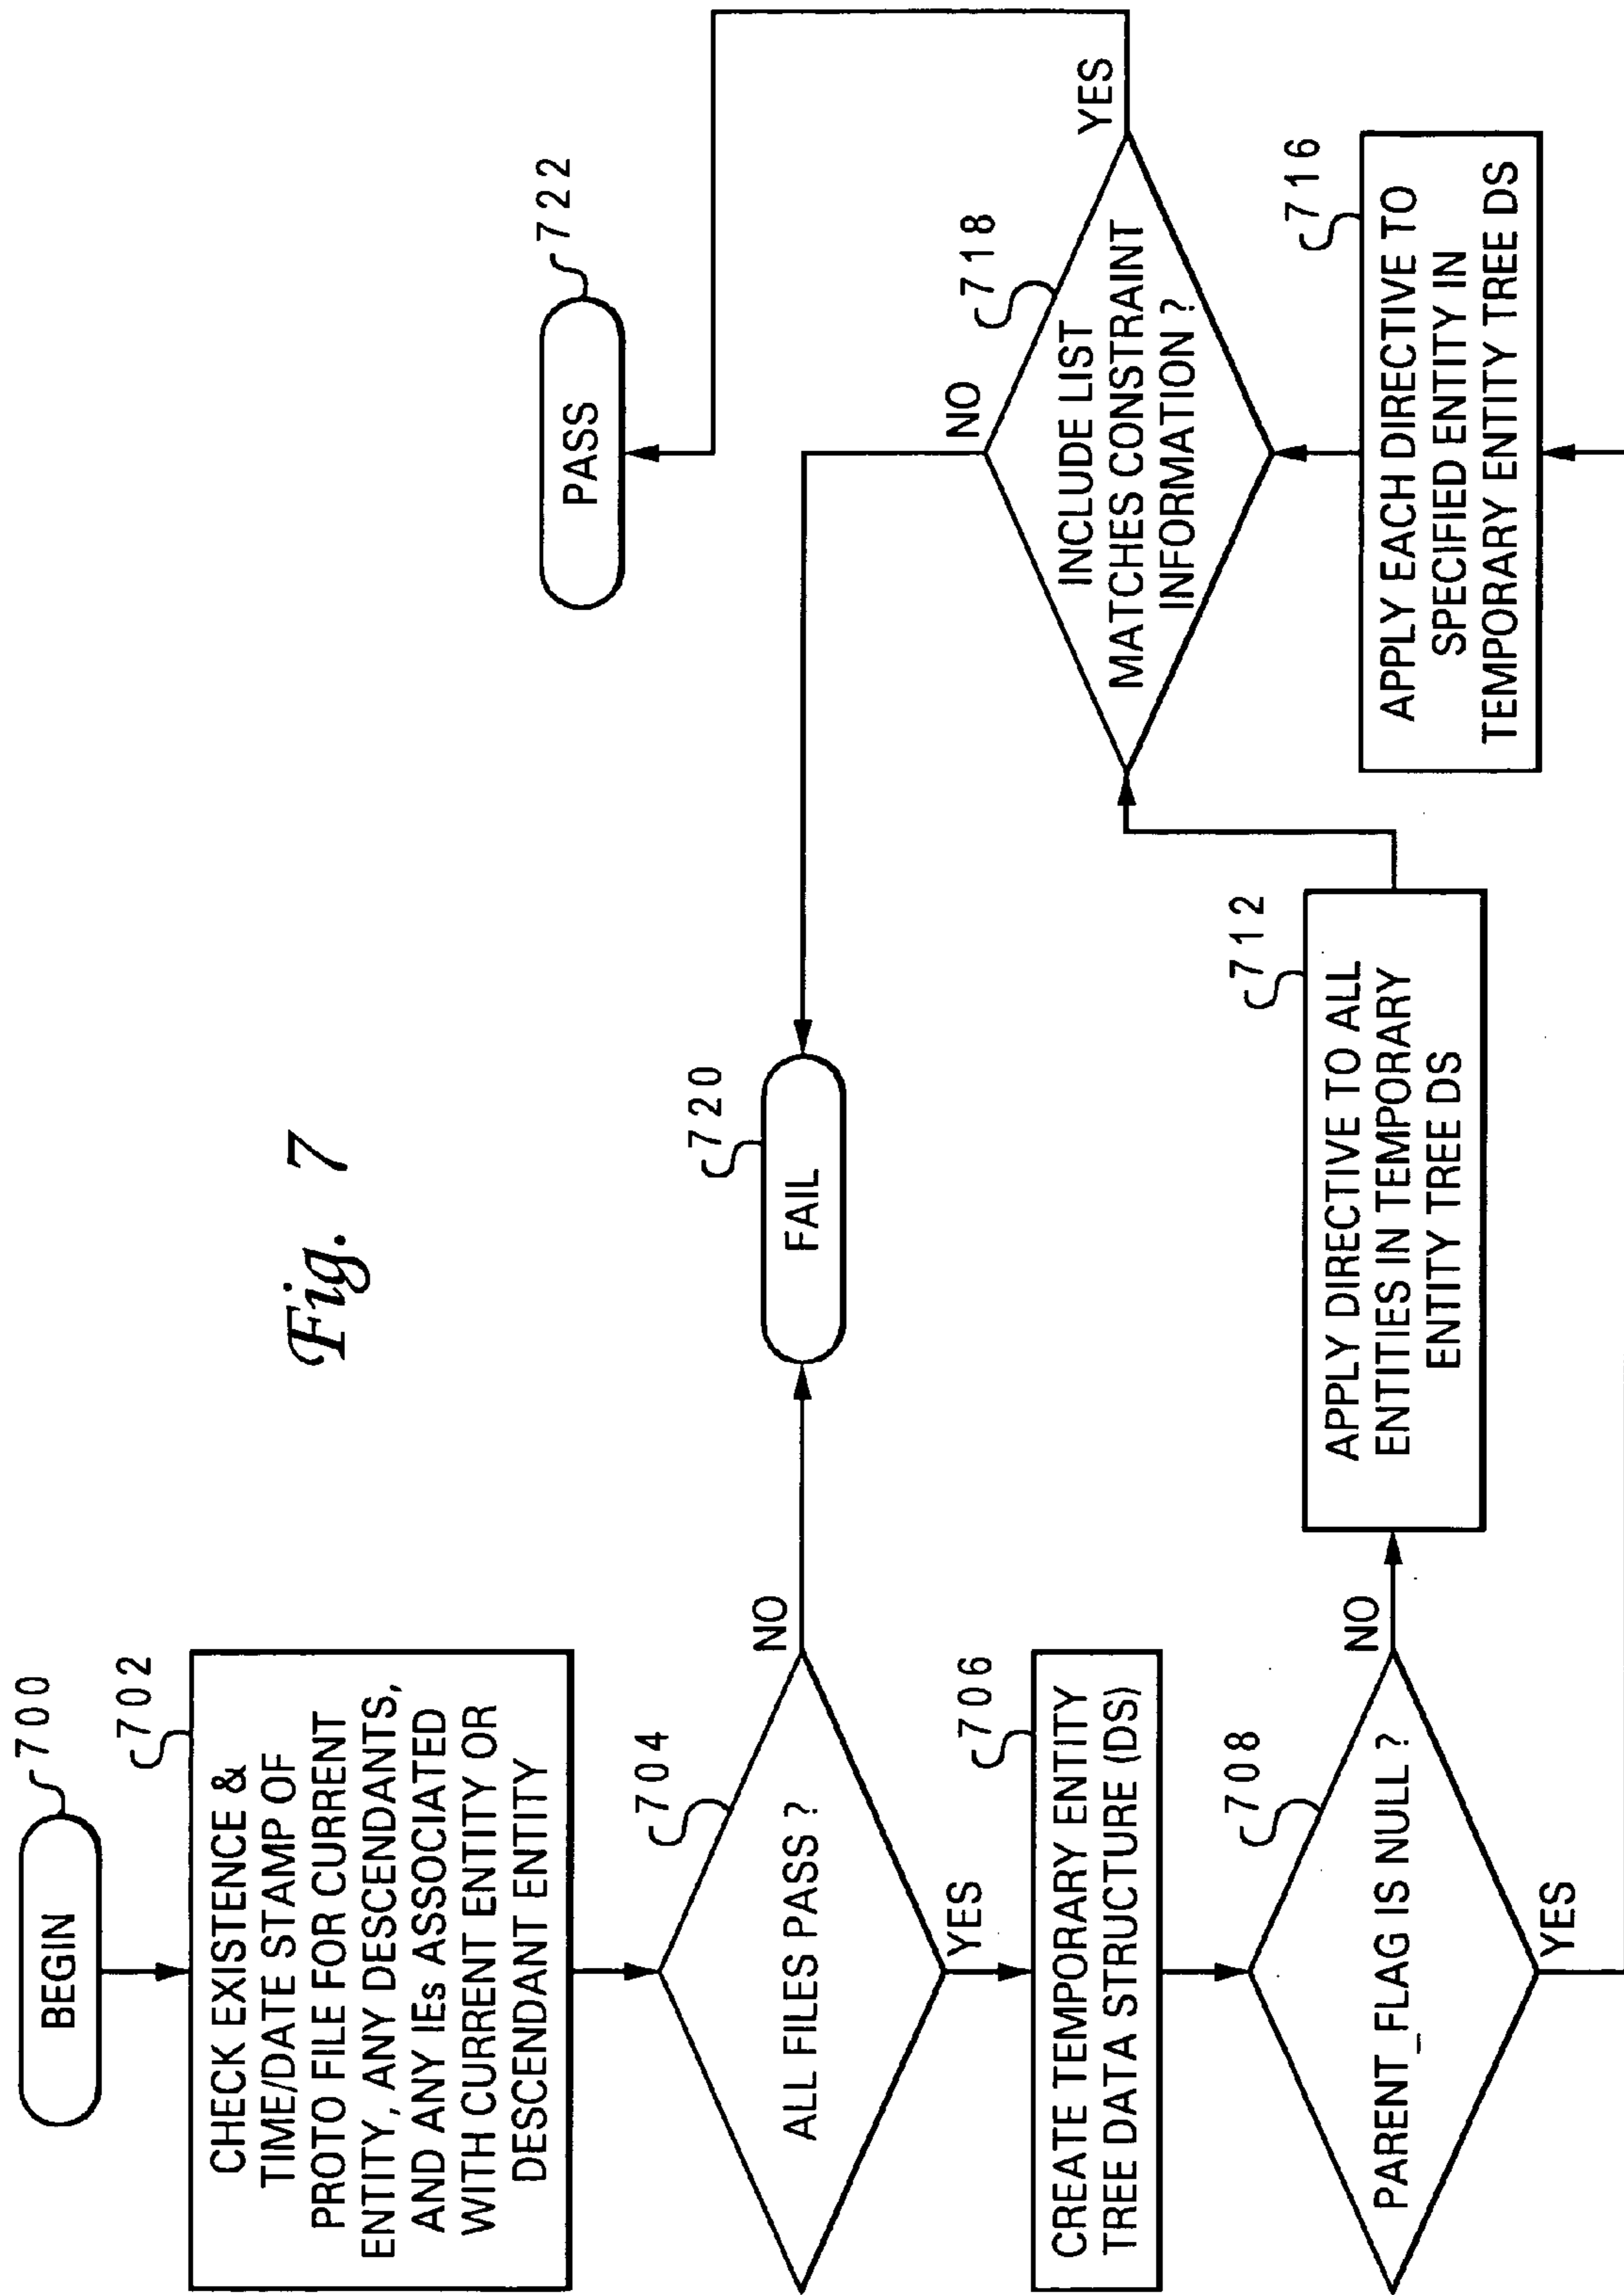 Fig. 7
BEGIN
700
702
CHECK EXISTENCE &
TIME/DATE STAMP OF
PROTO FILE FOR CURRENT
ENTITY, ANY DESCENDANTS,
AND ANY IEs ASSOCIATED
WITH CURRENT ENTITY OR
DESCENDANT ENTITY
704
ALL FILES PASS ?
NO
YES
706
CREATE TEMPORARY ENTITY
TREE DATA STRUCTURE (DS)
708
PARENT_FLAG IS NULL ?
NO
YES
720
FAIL
712
APPLY DIRECTIVE TO ALL
ENTITIES IN TEMPORARY
ENTITY TREE DS
PASS
722
NO
718
YES
INCLUDE LIST
MATCHES CONSTRAINT
INFORMATION ?
716
APPLY EACH DIRECTIVE TO
SPECIFIED ENTITY IN
TEMPORARY ENTITY TREE DS